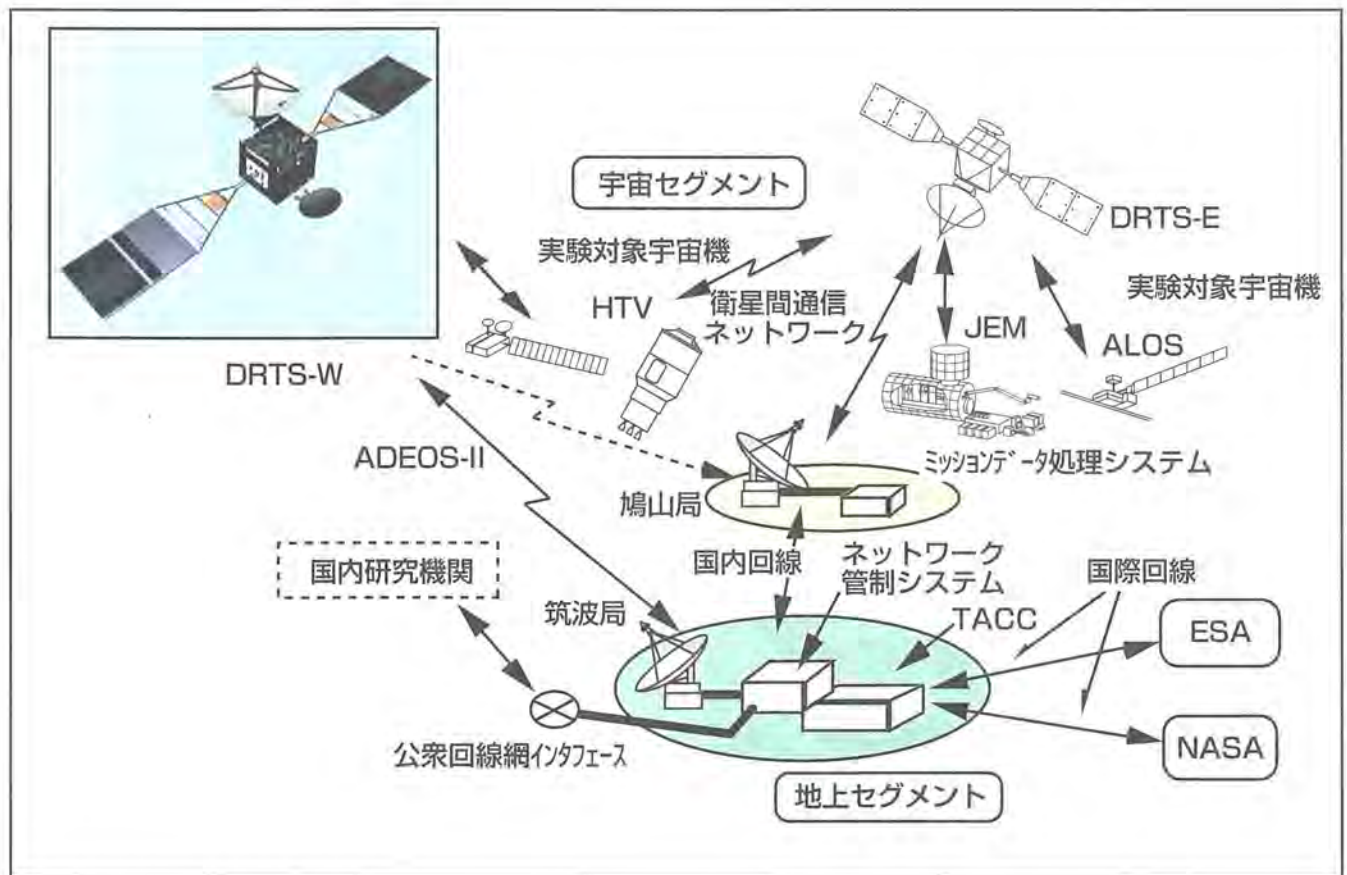 宇宙セグメント
DRTS-E
実験対象宇宙機
HTV
衛星間通信
ネットワーク
実験対象宇宙機
JEM
ALOS
DRTS-W
ADEOS-II
ミッションデータ処理システム
鳩山局
国内回線
ネットワーク
管制システム
国際回線
国内研究機関
筑波局
TACC
ESA
NASA
公衆回線網インタフェース
地上セグメント